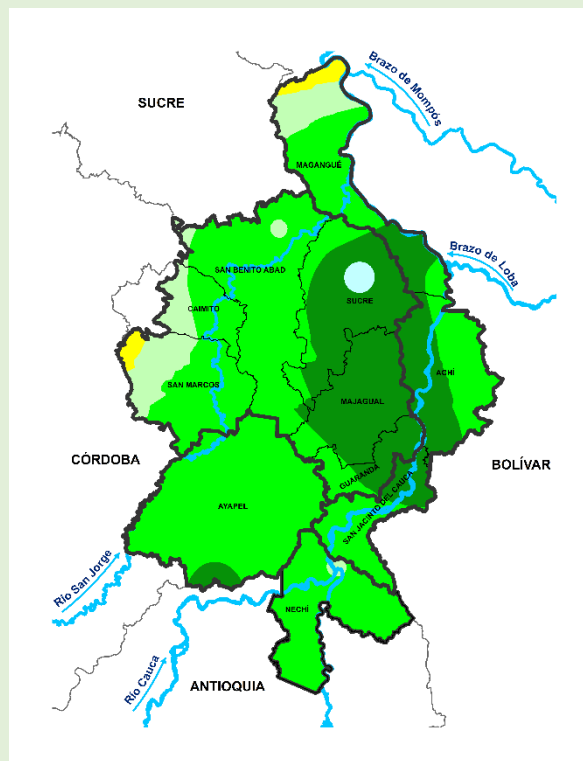 SUCRE
Brazo de Mompós
MAGANGUÉ
SAN BENITO ABAD
Brazo de Loba
SUCRE
CAIMITO
SAN MARCOS
ACHÍ
MAJAGUAL
CÓRDOBA
BOLÍVAR
GUARANDA
SAN JACINTO DEL CAUCA
AYAPEL
Río San Jorge
NECHÍ
Río Cauca
ANTIOQUIA